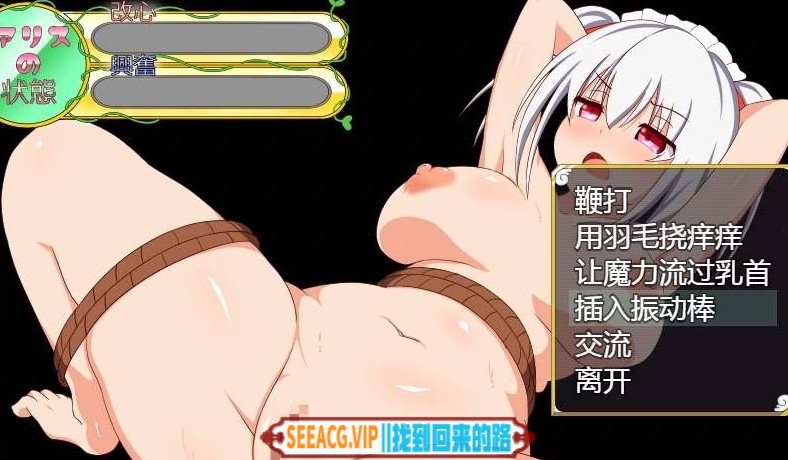 改心
アリス
の
状態
興奮
鞭打
用羽毛挠痒痒
让魔力流过乳首
插入振动棒
交流
离开
SEEACG.VIP||找到回来的路